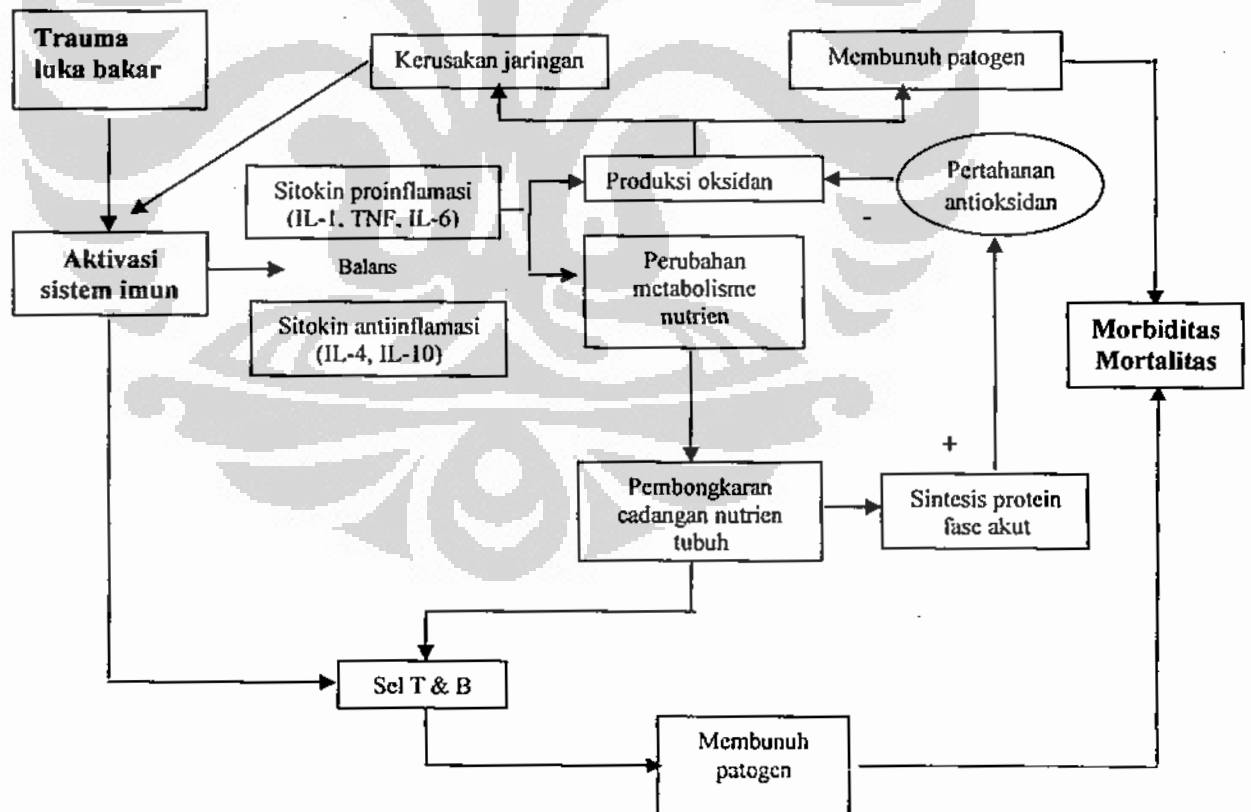 Trauma
luka bakar
Kerusakan jaringan
Membunuh patogen
Sitokin proinflamasi
(IL-1, TNF, IL-6)
Produksi oksidan
Pertahanan
antioksidan
-
Aktivasi
sistem imun
Balans
Perubahan
metabolisme
nutrien
Sitokin antiinflamasi
(IL-4, IL-10)
Morbiditas
Mortalitas
+
Pembongkaran
cadangan nutrien
tubuh
Sintesis protein
fase akut
Sel T & B
Membunuh
patogen